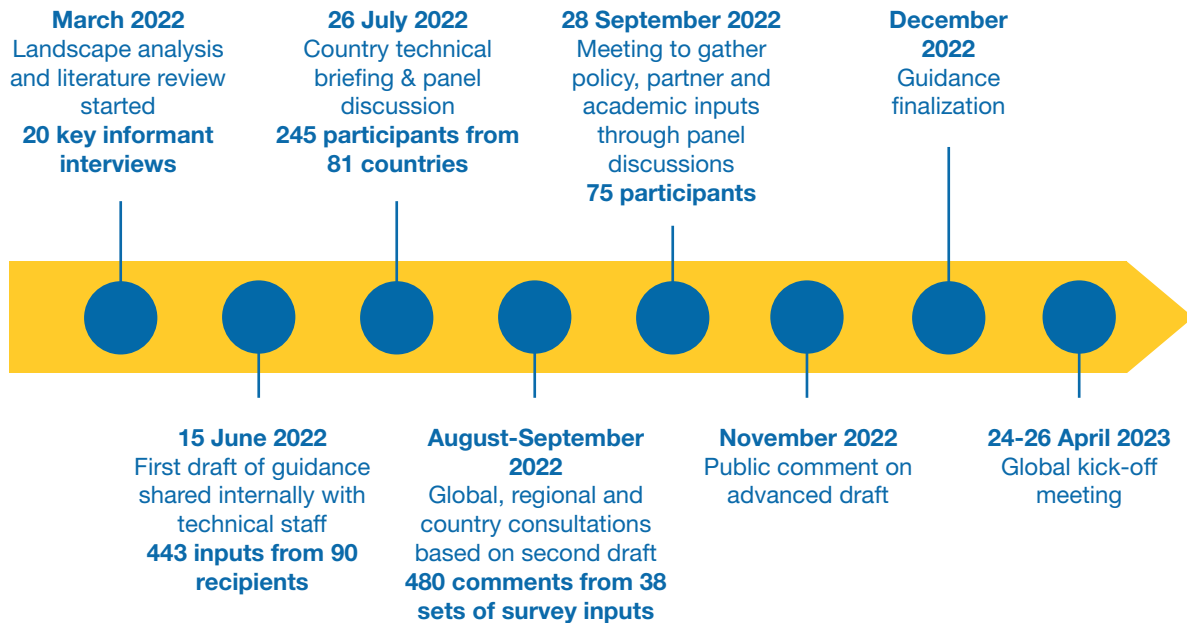 March 2022
Landscape analysis
and literature review
started
20 key informant
interviews
26 July 2022
Country technical
briefing & panel
discussion
245 participants from
81 countries
28 September 2022
Meeting to gather
policy, partner and
academic inputs
through panel
discussions
75 participants
December
2022
Guidance
finalization
15 June 2022
First draft of guidance
shared internally with
technical staff
443 inputs from 90
recipients
August-September
2022
Global, regional and
country consultations
based on second draft
480 comments from 38
sets of survey inputs
November 2022
Public comment on
advanced draft
24-26 April 2023
Global kick-off
meeting